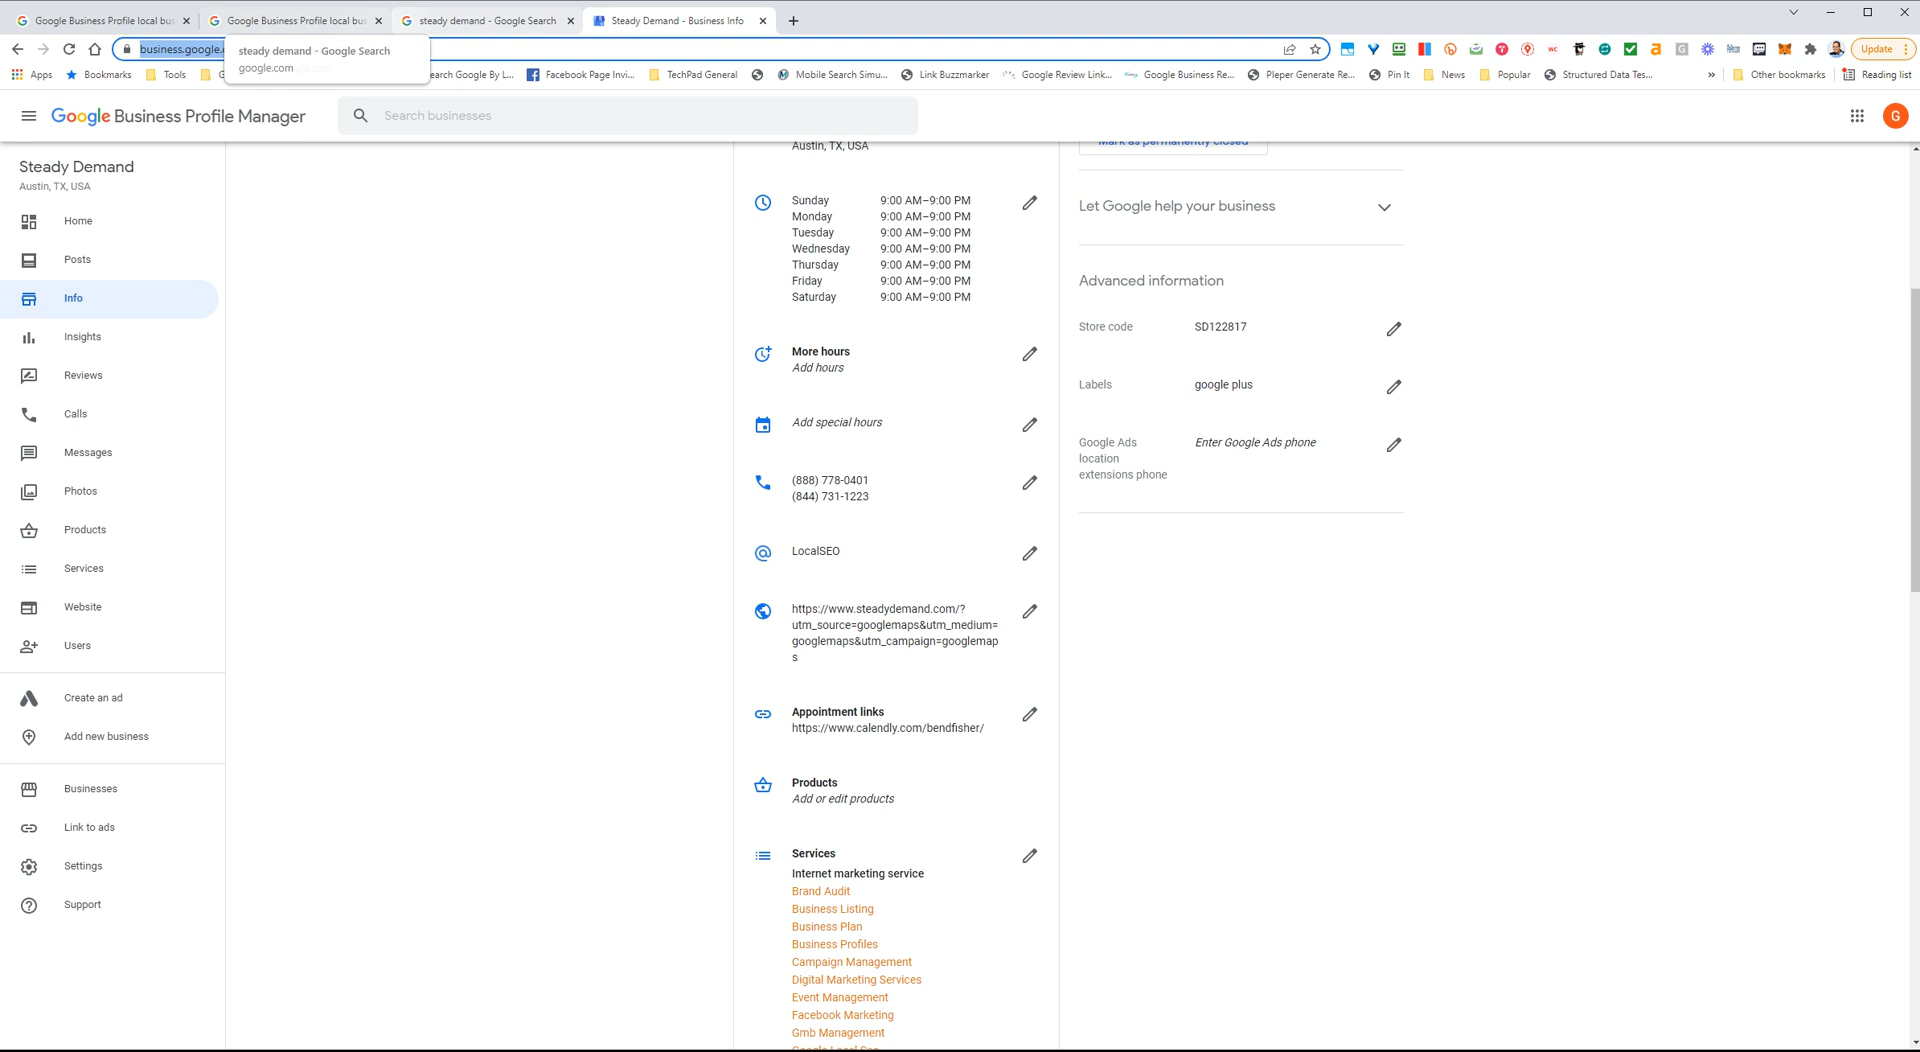 Google Business Profile local bus
Google Business Profile local bus
steady demand - Google Search
Steady Demand - Business Info
business.google.
steady demand - Google Search
google.com
Update
Apps
Bookmarks
Tools
G
earch Google By L...
Facebook Page Invi...
TechPad General
Mobile Search Simu...
Link Buzzmarker
Google Review Link...
Google Business Re...
Pleper Generate Re...
Pin It
News
Popular
Structured Data Tes...
»
Other bookmarks
Reading list
Google Business Profile Manager
Search businesses
G
Steady Demand
Austin, TX, USA
Home
Posts
Info
Insights
Reviews
Calls
Messages
Photos
Products
Services
Website
Users
Create an ad
Add new business
Businesses
Link to ads
Settings
Support
Austin, TX, USA
Sunday 9:00 AM–9:00 PM
Monday 9:00 AM–9:00 PM
Tuesday 9:00 AM–9:00 PM
Wednesday 9:00 AM–9:00 PM
Thursday 9:00 AM–9:00 PM
Friday 9:00 AM–9:00 PM
Saturday 9:00 AM–9:00 PM
More hours
Add hours
Add special hours
(888) 778-0401
(844) 731-1223
LocalSEO
https://www.steadydemand.com/?
utm_source=googlemaps&utm_medium=
googlemaps&utm_campaign=googlemap
s
Appointment links
https://www.calendly.com/bendfisher/
Products
Add or edit products
Services
Internet marketing service
Brand Audit
Business Listing
Business Plan
Business Profiles
Campaign Management
Digital Marketing Services
Event Management
Facebook Marketing
Gmb Management
Google Local Seo
Mark as permanently closed
Let Google help your business
Advanced information
Store code SD122817
Labels google plus
Google Ads Enter Google Ads phone
location
extensions phone